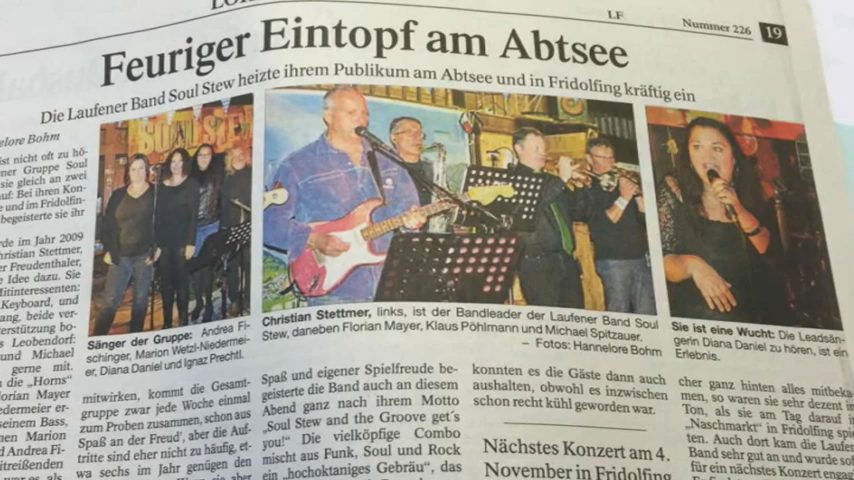 LF
Nummer 226
19
Feuriger Eintopf am Abtsee
Die Laufener Band Soul Stew heizte ihrem Publikum am Abtsee und in Fridolfing kräftig ein
elore Bohm
ist nicht oft zu hö-
ener Gruppe Soul
sie gleich an zwei
uf: Bei ihren Kon-
e und im Fridolfin-
begeisterte sie ihr
rde im Jahr 2009
hristian Stettmer,
er Freudenthaler,
e Idee dazu. Sie
itinteressenten:
Keyboard, und
ang, beide ver-
terstützung bo-
s Leobendorf:
und Michael
gerne mit.
n die „Horns“
lorian Mayer
edermeier er-
seinem Bass,
nen Marion
d Andrea Fi-
itreißenden
SOULSTEW
Sänger der Gruppe: Andrea Fi-
schinger, Marion Wetzl-Niedermei-
er, Diana Daniel und Ignaz Prechtl.
mitwirken, kommt die Gesamt-
gruppe zwar jede Woche einmal
zum Proben zusammen, schon aus
Spaß an der Freud', aber die Auf-
tritte sind eher nicht zu häufig, et-
wa sechs im Jahr genügen den
Christian Stettmer, links, ist der Bandleader der Laufener Band Soul
Stew, daneben Florian Mayer, Klaus Pöhlmann und Michael Spitzauer.
– Fotos: Hannelore Bohm
Spaß und eigener Spielfreude be-
geisterte die Band auch an diesem
Abend ganz nach ihrem Motto
„Soul Stew and the Groove get´s
you!“ Die vielköpfige Combo
mischt aus Funk, Soul und Rock
ein „hochoktaniges Gebräu“, das
konnten es die Gäste dann auch
aushalten, obwohl es inzwischen
schon recht kühl geworden war.
Nächstes Konzert am 4.
November in Fridolfing
Sie ist eine Wucht: Die Leadsän-
gerin Diana Daniel zu hören, ist ein
Erlebnis.
cher ganz hinten alles mitbeka-
men, so waren sie sehr dezent i
Ton, als sie am Tag darauf i
„Naschmarkt“ in Fridolfing spie
ten. Auch dort kam die Laufen
Band sehr gut an und wurde sof
für ein nächstes Konzert engag